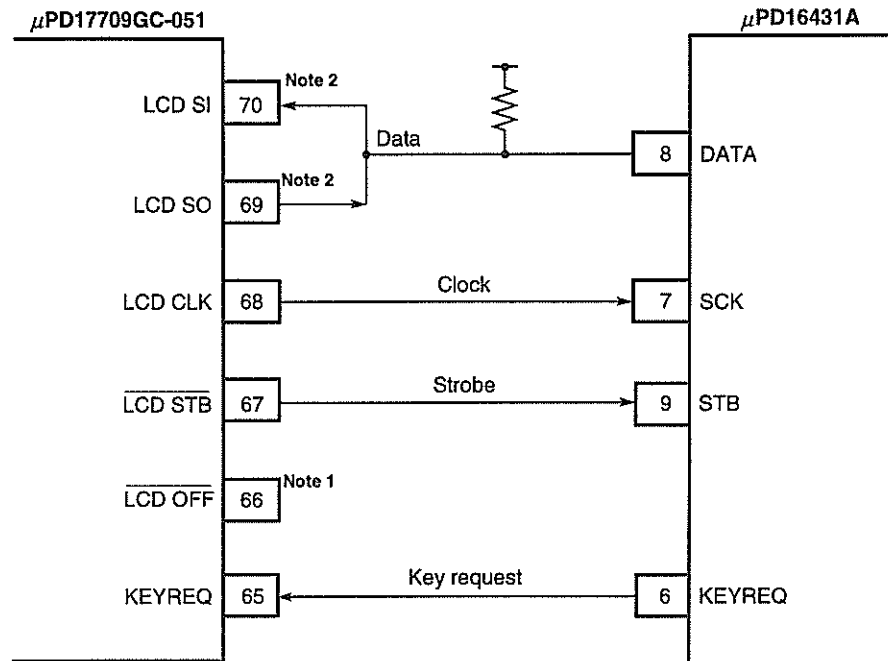 μPD17709GC-051
μPD16431A
LCD SI 70 Note 2
Data
8 DATA
LCD SO 69 Note 2
LCD CLK 68 Clock 7 SCK
LCD STB 67 Strobe 9 STB
LCD OFF 66 Note 1
KEYREQ 65 Key request 6 KEYREQ